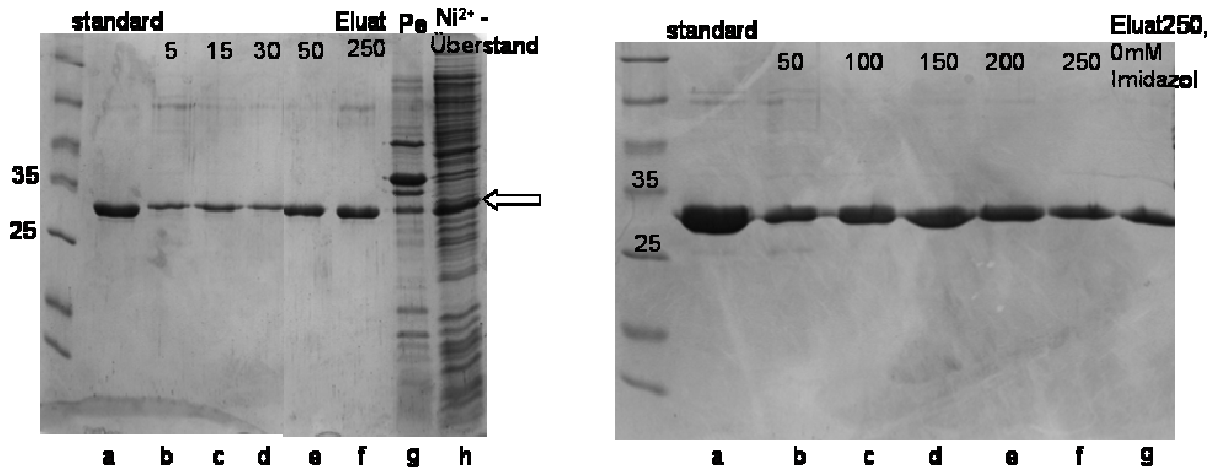 standard
Eluat
Pe
Ni²⁺ -
Überstand
5 15 30 50 250
35
25
a b c d e f g h
standard
Eluat250,
0mM
Imidazol
50 100 150 200 250
35
25
a b c d e f g